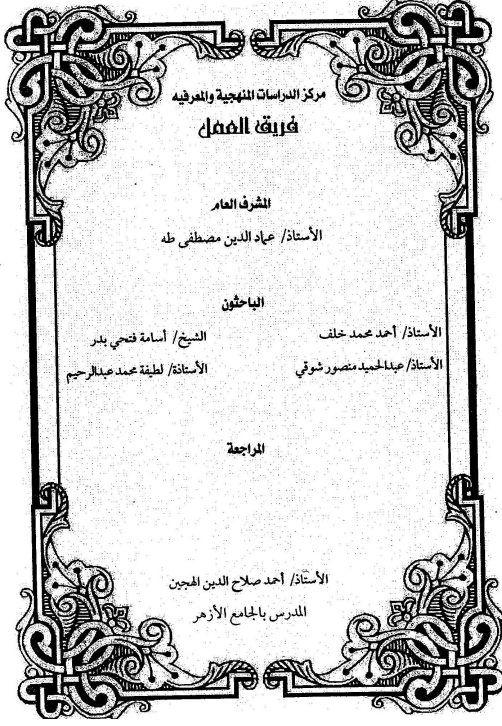 مركز الدراسات المنهجية والمعرفيه
فريق العمل
المشرف العام
الأستاذ/ عماد الدين مصطفى طه
الباحثون
الأستاذ/ أحمد محمد خلف الشيخ/ أسامة فتحي بدر
الأستاذ/ عبدالحميد منصور شوقي الأستاذة/ لطيفة محمد عبدالرحيم
المراجعة
الأستاذ/ أحمد صلاح الدين الهجين
المدرس بالجامع الأزهر